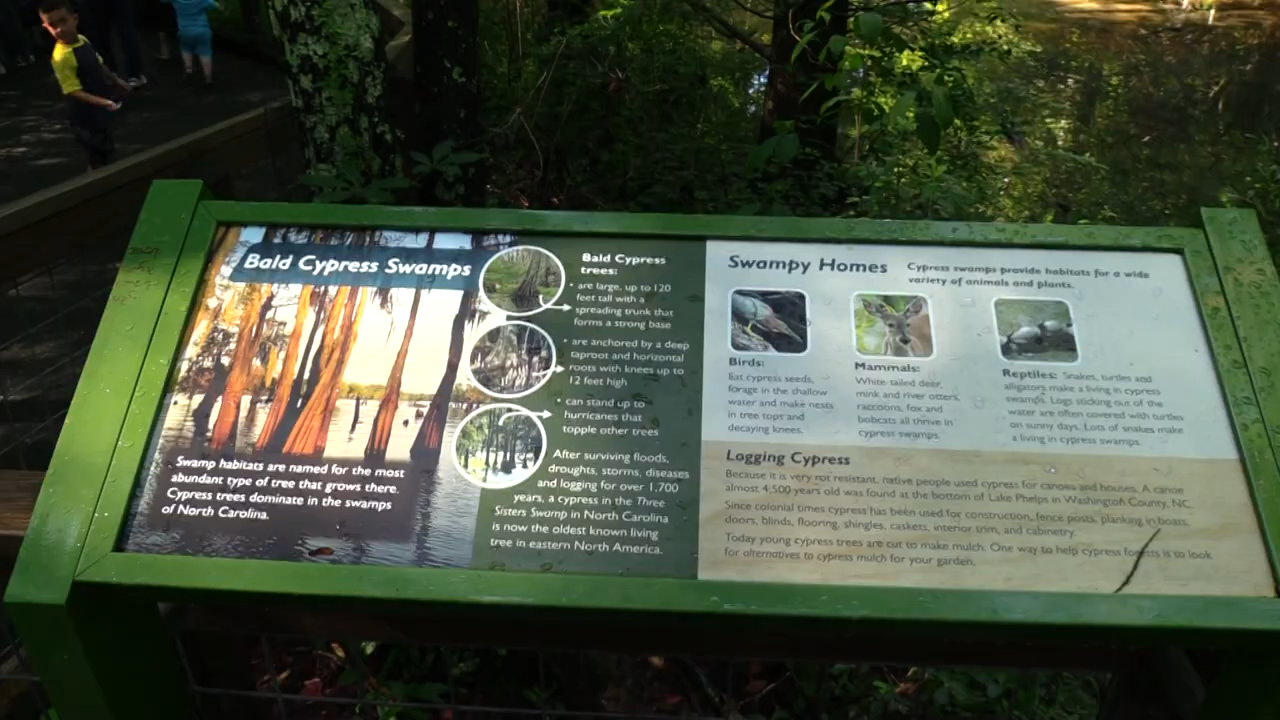 Bald Cypress Swamps
Swamp habitats are named for the most
abundant type of tree that grows there.
Cypress trees dominate in the swamps
of North Carolina.
Bald Cypress
trees:
• are large, up to 120
feet tall with a
spreading trunk that
forms a strong base
• are anchored by a deep
taproot and horizontal
roots with knees up to
12 feet high
• can stand up to
hurricanes that
topple other trees
After surviving floods,
droughts, storms, diseases
and logging for over 1,700
years, a cypress in the Three
Sisters Swamp in North Carolina
is now the oldest known living
tree in eastern North America.
Swampy Homes
Cypress swamps provide habitats for a wide
variety of animals and plants.
Birds:
Eat cypress seeds,
forage in the shallow
water and make nests
in tree tops and
decaying knees.
Mammals:
White-tailed deer,
mink and river otters,
raccoons, fox and
bobcats all thrive in
cypress swamps.
Reptiles: Snakes, turtles and
alligators make a living in cypress
swamps. Logs sticking out of the
water are often covered with turtles
on sunny days. Lots of snakes make
a living in cypress swamps.
Logging Cypress
Because it is very rot resistant, native people used cypress for canoes and houses. A canoe
almost 4,500 years old was found at the bottom of Lake Phelps in Washington County, NC.
Since colonial times cypress has been used for construction, fence posts, planking in boats,
doors, blinds, flooring, shingles, caskets, interior trim, and cabinetry.
Today young cypress trees are cut to make mulch. One way to help cypress forests is to look
for alternatives to cypress mulch for your garden.